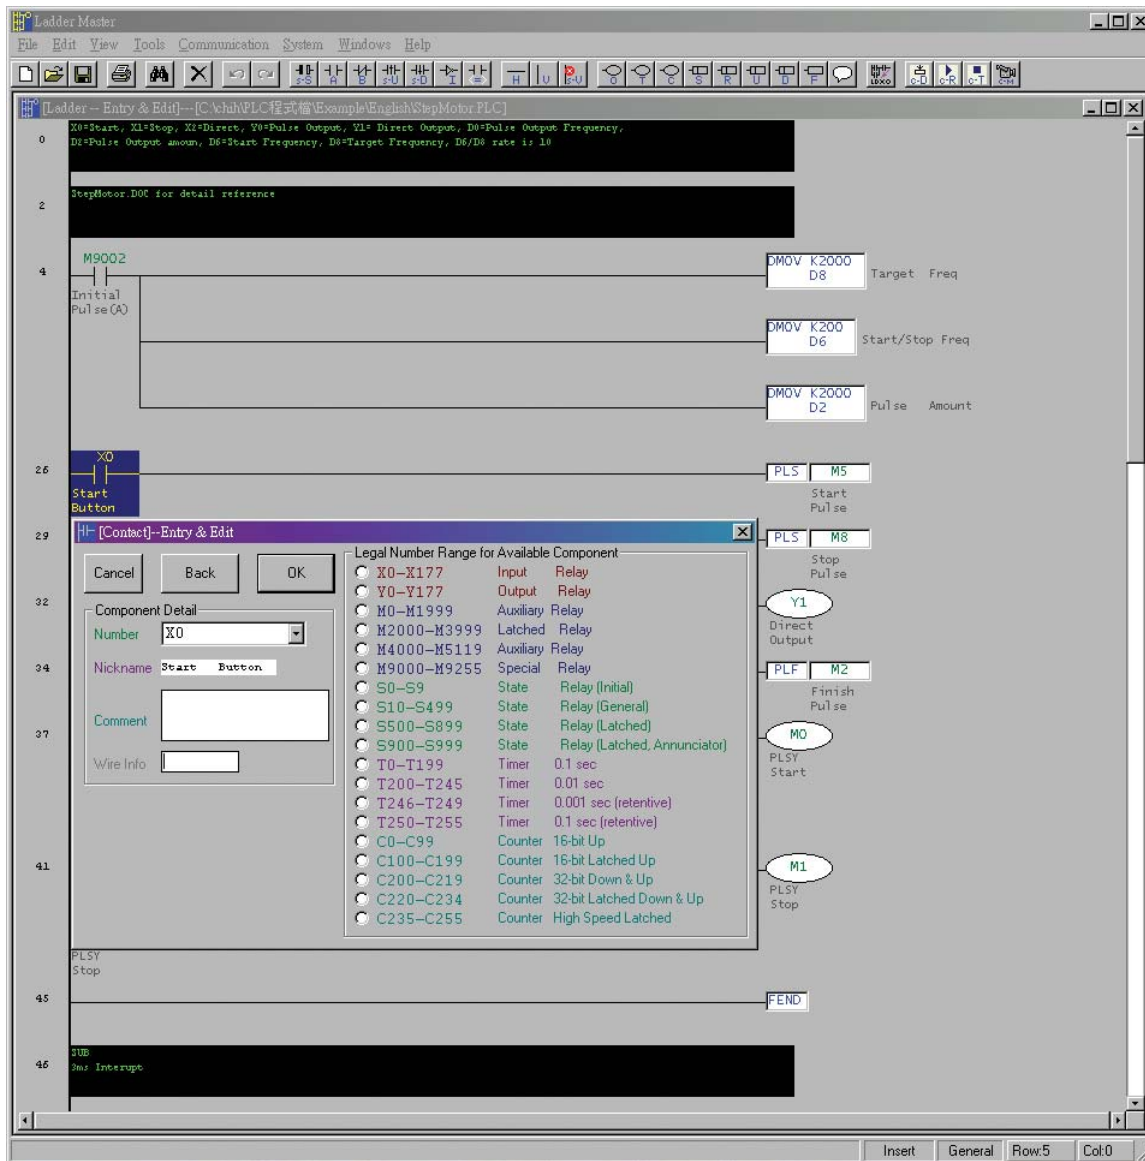 Ladder Master
File Edit View Tools Communication System Windows Help
s-S A B s-U s-D I = H V s-V O T C S R U D F LDX0 c-D c-R c-T c-M
[Ladder -- Entry & Edit]---[C:\chih\PLC程式檔\Example\English\StepMotor.PLC]
0
X0=Start, X1=Stop, X2=Direct, Y0=Pulse Output, Y1= Direct Output, D0=Pulse Output Frequency,
D2=Pulse Output amoun, D6=Start Frequency, D8=Target Frequency, D6/D8 rate is 10
2
StepMotor.DOC for detail reference
4
M9002
Initial
Pulse(A)
DMOV K2000
D8
Target Freq
DMOV K200
D6
Start/Stop Freq
DMOV K2000
D2
Pulse Amount
26
X0
Start
Button
PLS M5
Start
Pulse
29
PLS M8
Stop
Pulse
32
Y1
Direct
Output
34
PLF M2
Finish
Pulse
37
M0
PLSY
Start
41
M1
PLSY
Stop
[Contact]--Entry & Edit
Cancel Back OK
Component Detail
Number X0
Nickname Start Button
Comment
Wire Info
Legal Number Range for Available Component
X0-X177 Input Relay
Y0-Y177 Output Relay
M0-M1999 Auxiliary Relay
M2000-M3999 Latched Relay
M4000-M5119 Auxiliary Relay
M9000-M9255 Special Relay
S0-S9 State Relay (Initial)
S10-S499 State Relay (General)
S500-S899 State Relay (Latched)
S900-S999 State Relay (Latched, Annunciator)
T0-T199 Timer 0.1 sec
T200-T245 Timer 0.01 sec
T246-T249 Timer 0.001 sec (retentive)
T250-T255 Timer 0.1 sec (retentive)
C0-C99 Counter 16-bit Up
C100-C199 Counter 16-bit Latched Up
C200-C219 Counter 32-bit Down & Up
C220-C234 Counter 32-bit Latched Down & Up
C235-C255 Counter High Speed Latched
PLSY
Stop
45
FEND
46
SUB
3ms Interupt
Insert General Row:5 Col:0